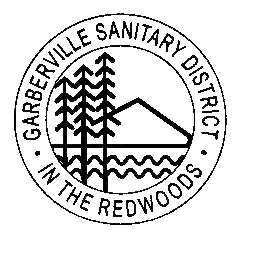 GARBERVILLE SANITARY DISTRICT
• IN THE REDWOODS •